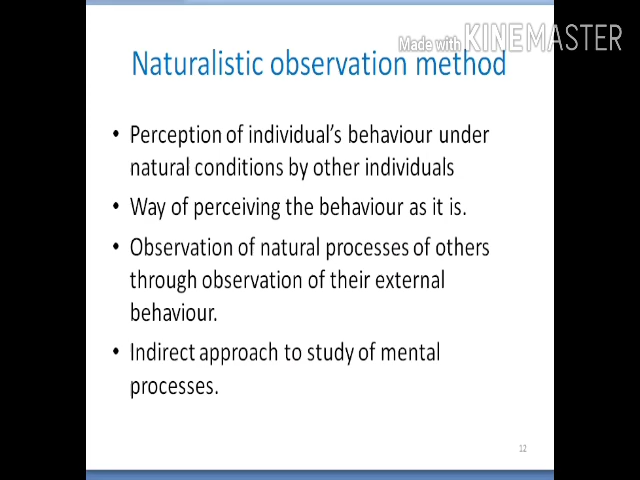 Made with KINEMASTER
Naturalistic observation method
• Perception of individual's behaviour under
natural conditions by other individuals
• Way of perceiving the behaviour as it is.
• Observation of natural processes of others
through observation of their external
behaviour.
• Indirect approach to study of mental
processes.
12